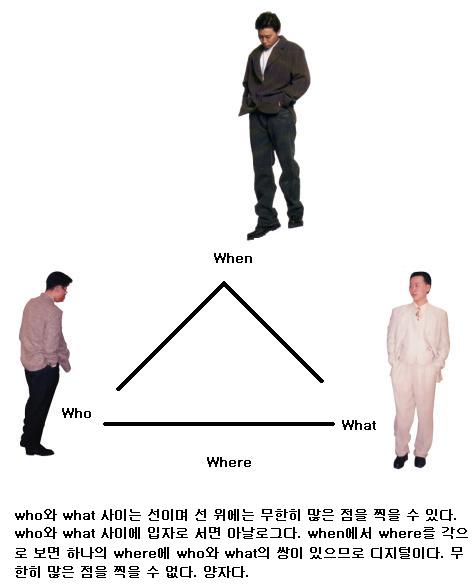 When
Who
What
Where
who와 what 사이는 선이며 선 위에는 무한히 많은 점을 찍을 수 있다.
who와 what 사이에 입자로 서면 아날로그다. when에서 where를 각으
로 보면 하나의 where에 who와 what의 쌍이 있으므로 디지털이다. 무
한히 많은 점을 찍을 수 없다. 양자다.